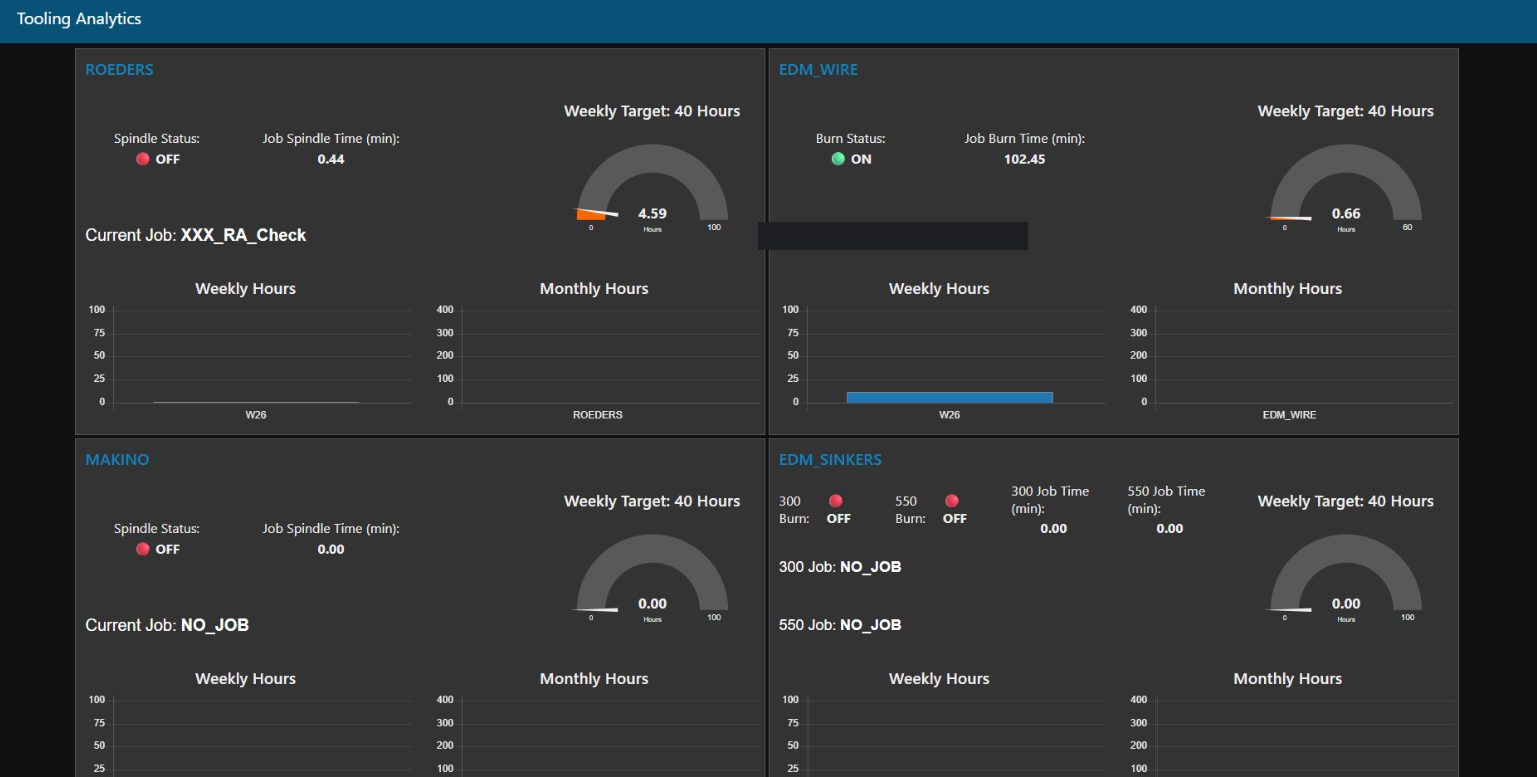 Tooling Analytics
ROEDERS
Weekly Target: 40 Hours
Spindle Status:
OFF
Job Spindle Time (min):
0.44
4.59
Hours
0
100
Current Job: XXX_RA_Check
Weekly Hours
100
75
50
25
0
W26
Monthly Hours
400
300
200
100
0
ROEDERS
EDM_WIRE
Weekly Target: 40 Hours
Burn Status:
ON
Job Burn Time (min):
102.45
0.66
Hours
0
60
Weekly Hours
100
75
50
25
0
W26
Monthly Hours
400
300
200
100
0
EDM_WIRE
MAKINO
Weekly Target: 40 Hours
Spindle Status:
OFF
Job Spindle Time (min):
0.00
0.00
Hours
0
100
Current Job: NO_JOB
Weekly Hours
100
75
50
25
Monthly Hours
400
300
200
100
EDM_SINKERS
300
Burn:
OFF
550
Burn:
OFF
300 Job Time
(min):
0.00
550 Job Time
(min):
0.00
Weekly Target: 40 Hours
0.00
Hours
0
100
300 Job: NO_JOB
550 Job: NO_JOB
Weekly Hours
100
75
50
25
Monthly Hours
400
300
200
100